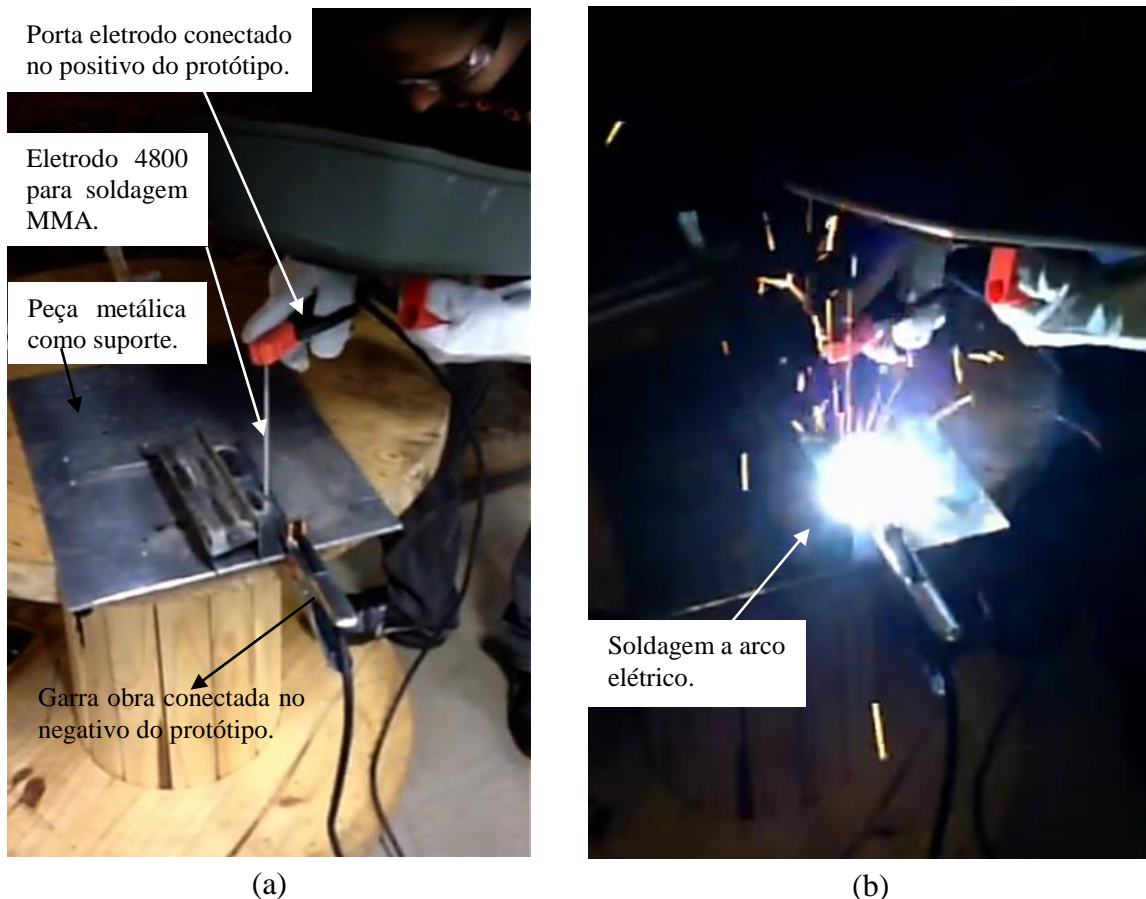 Porta eletrodo conectado
no positivo do protótipo.
Eletrodo 4800
para soldagem
MMA.
Peça metálica
como suporte.
Garra obra conectada no
negativo do protótipo.
Soldagem a arco
elétrico.
(a)
(b)